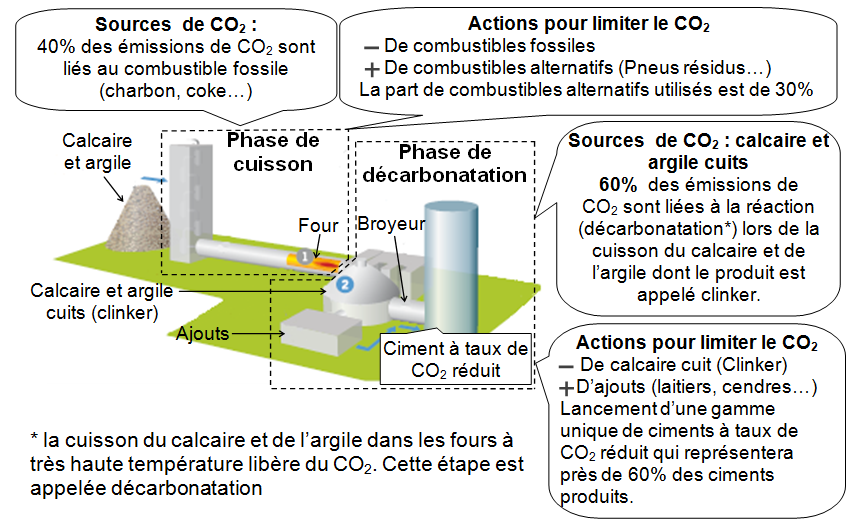 Sources de CO2 :
40% des émissions de CO2 sont
liés au combustible fossile
(charbon, coke…)
Actions pour limiter le CO2
− De combustibles fossiles
+ De combustibles alternatifs (Pneus résidus…)
La part de combustibles alternatifs utilisés est de 30%
Calcaire
et argile
Phase de
cuisson
Phase de
décarbonatation
Sources de CO2 : calcaire et
argile cuits
60% des émissions de
CO2 sont liées à la réaction
(décarbonatation*) lors de la
cuisson du calcaire et de
l’argile dont le produit est
appelé clinker.
Four
Broyeur
1
2
Calcaire et argile
cuits (clinker)
Ajouts
Ciment à taux de
CO2 réduit
Actions pour limiter le CO2
− De calcaire cuit (Clinker)
+ D’ajouts (laitiers, cendres…)
Lancement d’une gamme
unique de ciments à taux de
CO2 réduit qui représentera
près de 60% des ciments
produits.
* la cuisson du calcaire et de l’argile dans les fours à
très haute température libère du CO2. Cette étape est
appelée décarbonatation